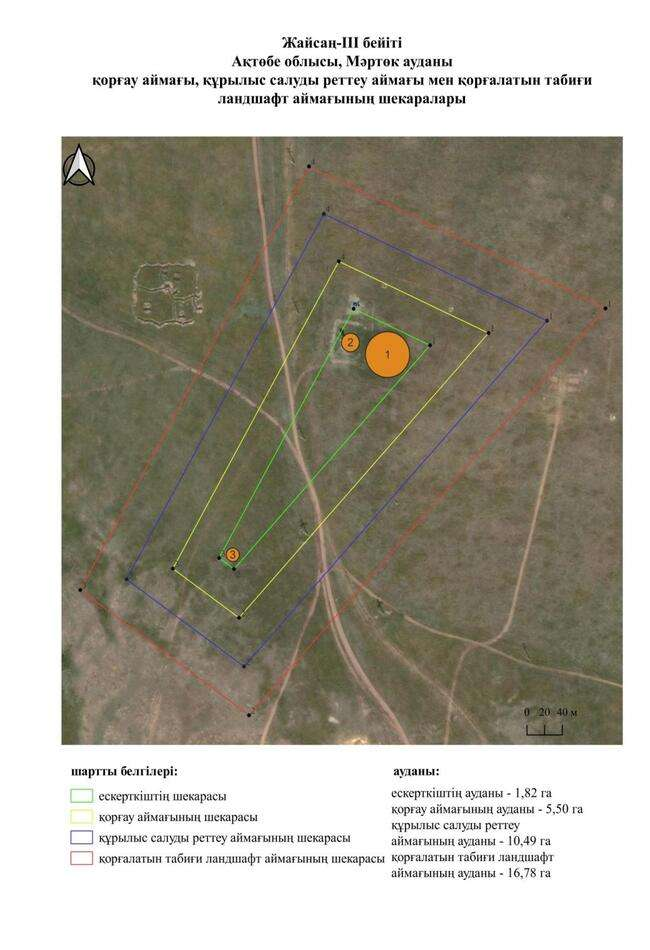 Жайсаң-III бейіті
Ақтөбе облысы, Мәртөк ауданы
қорғау аймағы, құрылыс салуды реттеу аймағы мен қорғалатын табиғи
ландшафт аймағының шекаралары
1
2
3
0 20 40 м
шартты белгілері:
ескерткіштің шекарасы
қорғау аймағының шекарасы
құрылыс салуды реттеу аймағының шекарасы
қорғалатын табиғи ландшафт аймағының шекарасы
ауданы:
ескерткіштің ауданы - 1,82 га
қорғау аймағының ауданы - 5,50 га
құрылыс салуды реттеу
аймағының ауданы - 10,49 га
қорғалатын табиғи ландшафт
аймағының ауданы - 16,78 га